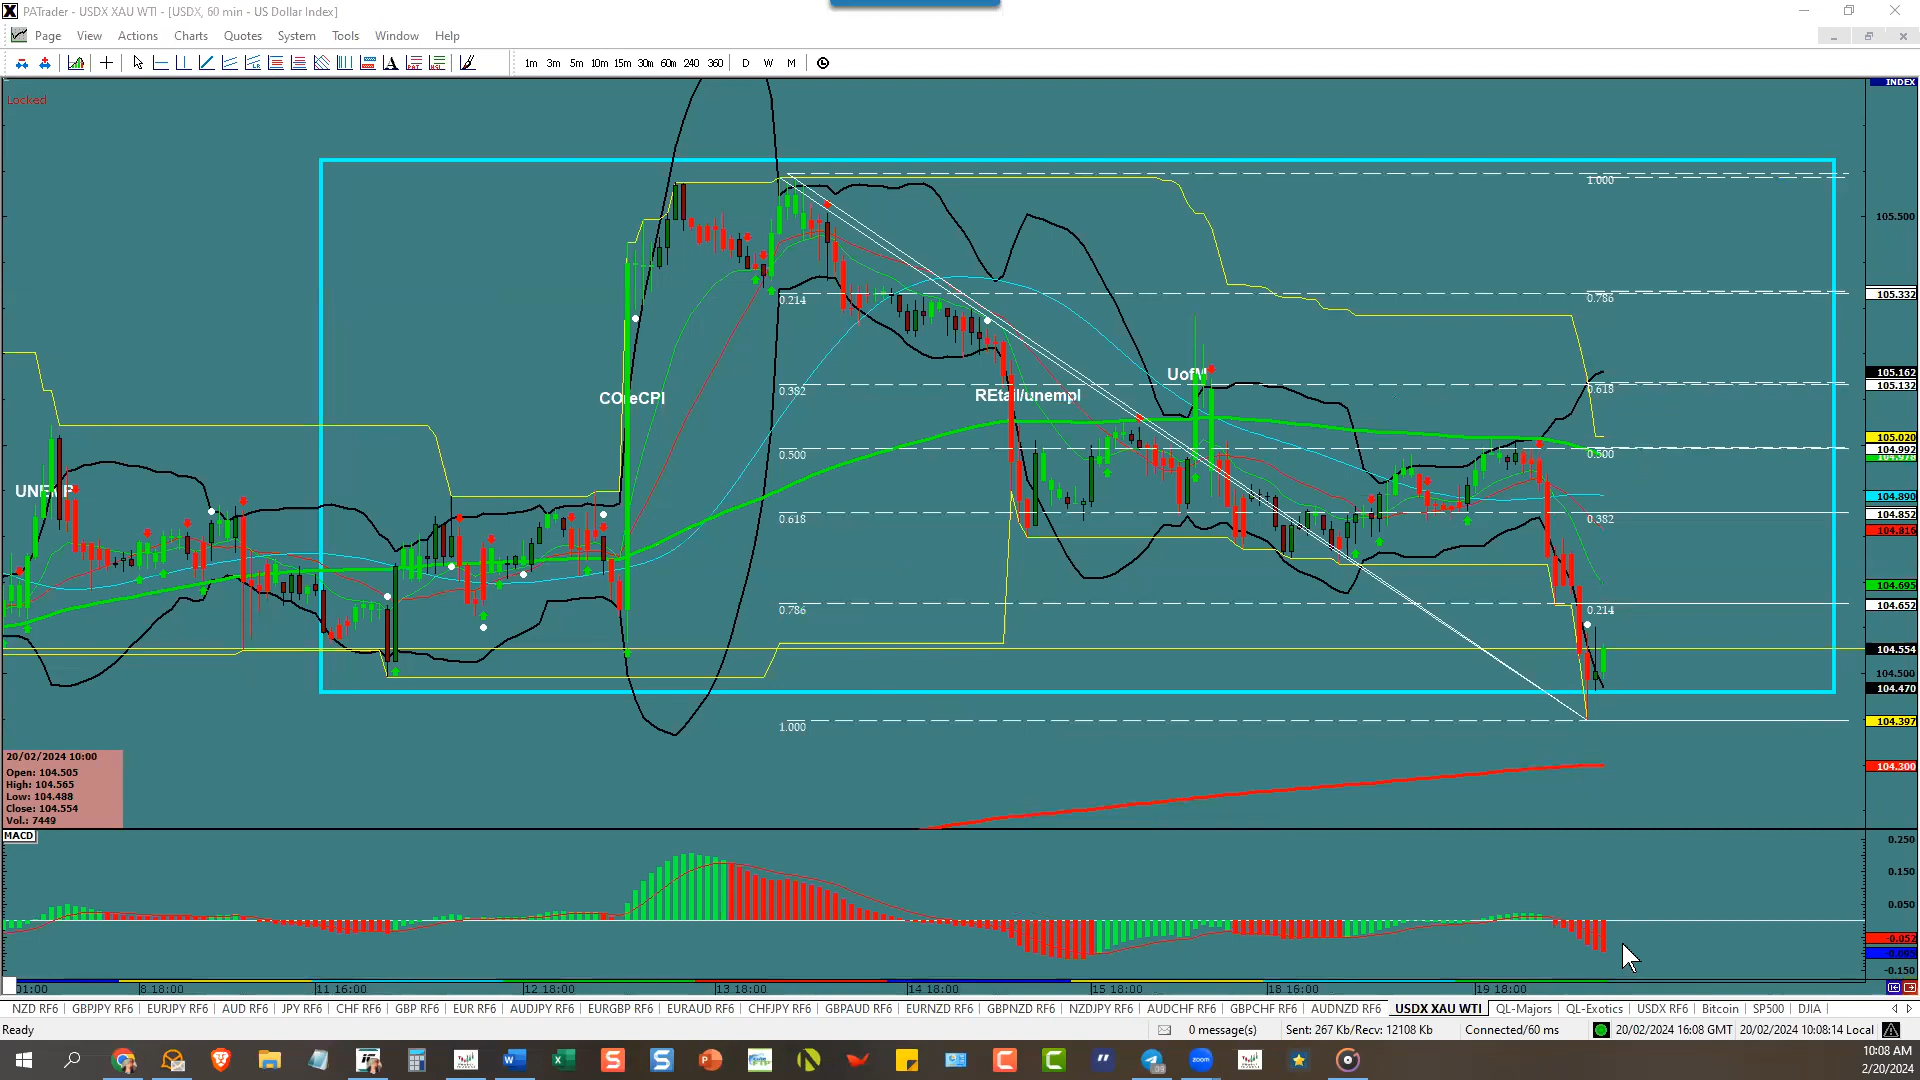 PATrader - USDX XAU WTI - [USDX, 60 min - US Dollar Index]
Page View Actions Charts Quotes System Tools Window Help
1m 3m 5m 10m 15m 30m 60m 240 360 D W M
Locked
INDEX
1.000
105.500
0.214
0.786
105.332
UofM
105.162
105.132
0.382
0.618
COreCPI
REtail/unempl
105.020
104.992
0.500
0.500
UNEMP
104.890
104.852
0.618
0.382
104.816
104.695
0.786
0.214
104.652
104.554
104.500
104.470
1.000
104.397
20/02/2024 10:00
Open: 104.505
High: 104.565
Low: 104.488
Close: 104.554
Vol.: 7449
104.300
MACD
0.250
0.150
0.050
-0.052
-0.095
-0.150
01:00 8 18:00 11 16:00 12 18:00 13 18:00 14 18:00 15 18:00 18 16:00 19 18:00
NZD RF6 GBPJPY RF6 EURJPY RF6 AUD RF6 JPY RF6 CHF RF6 GBP RF6 EUR RF6 AUDJPY RF6 EURGBP RF6 EURAUD RF6 CHFJPY RF6 GBPAUD RF6 EURNZD RF6 GBPNZD RF6 NZDJPY RF6 AUDCHF RF6 GBPCHF RF6 AUDNZD RF6 USDX XAU WTI QL-Majors QL-Exotics USDX RF6 Bitcoin SP500 DJIA
Ready 0 message(s) Sent: 267 Kb/Recv: 12108 Kb Connected/60 ms 20/02/2024 16:08 GMT 20/02/2024 10:08:14 Local
10:08 AM
2/20/2024